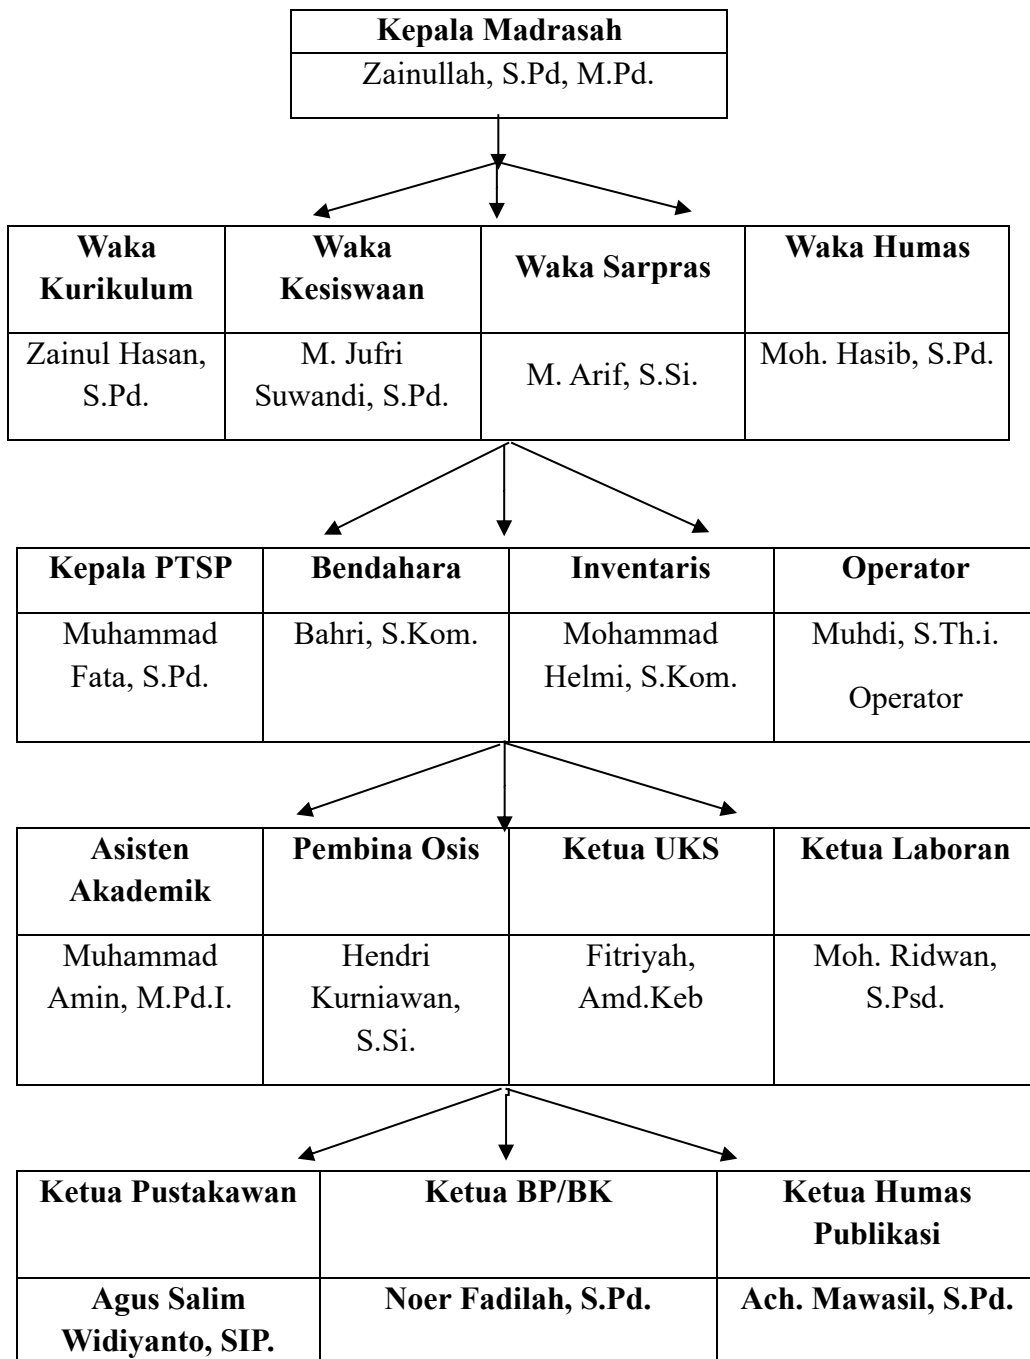 Kepala Madrasah
Zainullah, S.Pd, M.Pd.
Waka
Kurikulum
Waka
Kesiswaan
Waka Sarpras
Waka Humas
Zainul Hasan,
S.Pd.
M. Jufri
Suwandi, S.Pd.
M. Arif, S.Si.
Moh. Hasib, S.Pd.
Kepala PTSP
Bendahara
Inventaris
Operator
Muhammad
Fata, S.Pd.
Bahri, S.Kom.
Mohammad
Helmi, S.Kom.
Muhdi, S.Th.i.
Operator
Asisten
Akademik
Pembina Osis
Ketua UKS
Ketua Laboran
Muhammad
Amin, M.Pd.I.
Hendri
Kurniawan,
S.Si.
Fitriyah,
Amd.Keb
Moh. Ridwan,
S.Psd.
Ketua Pustakawan
Ketua BP/BK
Ketua Humas
Publikasi
Agus Salim
Widiyanto, SIP.
Noer Fadilah, S.Pd.
Ach. Mawasil, S.Pd.